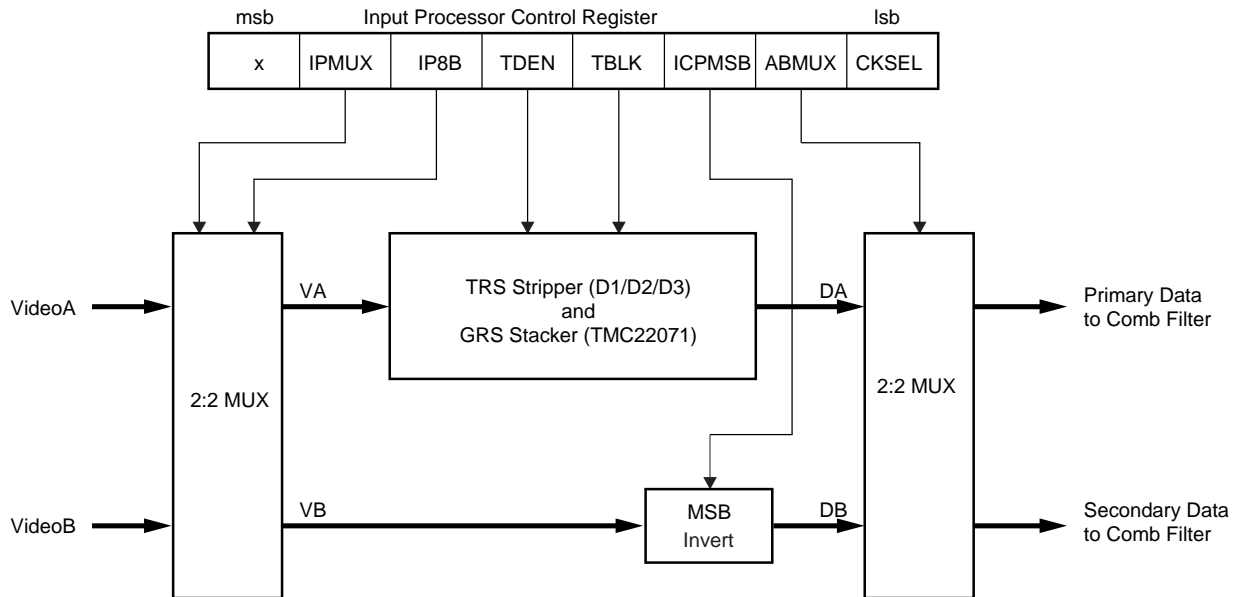 msb Input Processor Control Register lsb
x IPMUX IP8B TDEN TBLK ICPMSB ABMUX CKSEL
VideoA
VA
TRS Stripper (D1/D2/D3)
and
GRS Stacker (TMC22071)
DA
Primary Data
to Comb Filter
2:2 MUX
2:2 MUX
VideoB
VB
MSB
Invert
DB
Secondary Data
to Comb Filter